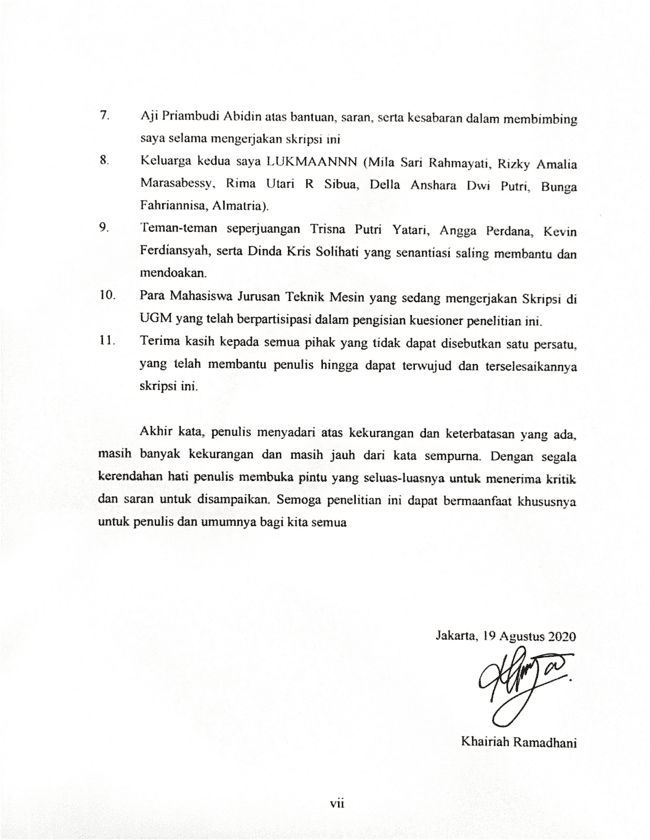 7. Aji Priambudi Abidin atas bantuan, saran, serta kesabaran dalam membimbing
saya selama mengerjakan skripsi ini
8. Keluarga kedua saya LUKMAANNN (Mila Sari Rahmayati, Rizky Amalia
Marasabessy, Rima Utari R Sibua, Della Anshara Dwi Putri, Bunga
Fahriannisa, Almatria).
9. Teman-teman seperjuangan Trisna Putri Yatari, Angga Perdana, Kevin
Ferdiansyah, serta Dinda Kris Solihati yang senantiasa saling membantu dan
mendoakan.
10. Para Mahasiswa Jurusan Teknik Mesin yang sedang mengerjakan Skripsi di
UGM yang telah berpartisipasi dalam pengisian kuesioner penelitian ini.
11. Terima kasih kepada semua pihak yang tidak dapat disebutkan satu persatu,
yang telah membantu penulis hingga dapat terwujud dan terselesaikannya
skripsi ini.
Akhir kata, penulis menyadari atas kekurangan dan keterbatasan yang ada,
masih banyak kekurangan dan masih jauh dari kata sempurna. Dengan segala
kerendahan hati penulis membuka pintu yang seluas-luasnya untuk menerima kritik
dan saran untuk disampaikan. Semoga penelitian ini dapat bermaanfaat khususnya
untuk penulis dan umumnya bagi kita semua
Jakarta, 19 Agustus 2020
Khairiah Ramadhani
vii